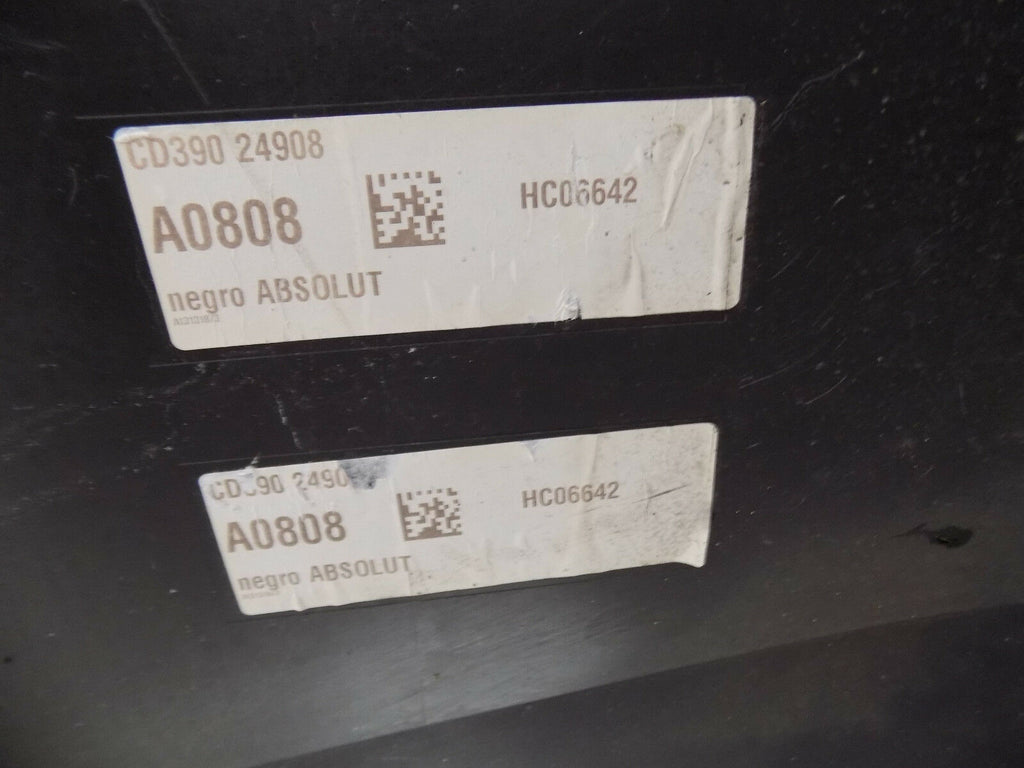 CD390 24908
A0808
HC06642
negro ABSOLUT
A0808
HC06642
negro ABSOLUT